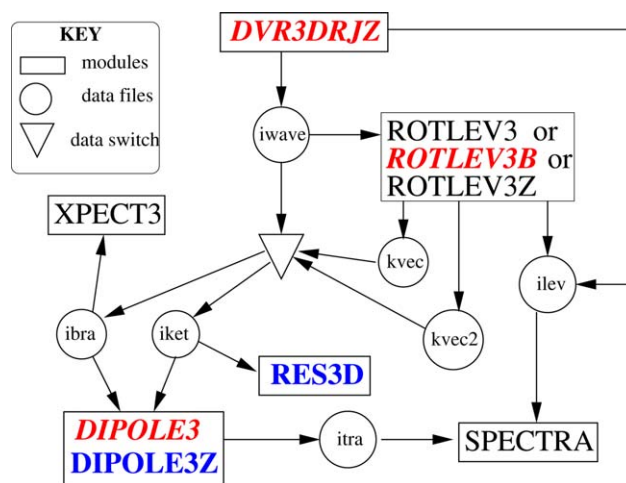 KEY
modules
data files
data switch
DVR3DRJZ
iwave
ROTLEV3 or
ROTLEV3B or
ROTLEV3Z
XPECT3
kvec
ilev
ibra
iket
kvec2
RES3D
DIPOLE3
DIPOLE3Z
itra
SPECTRA